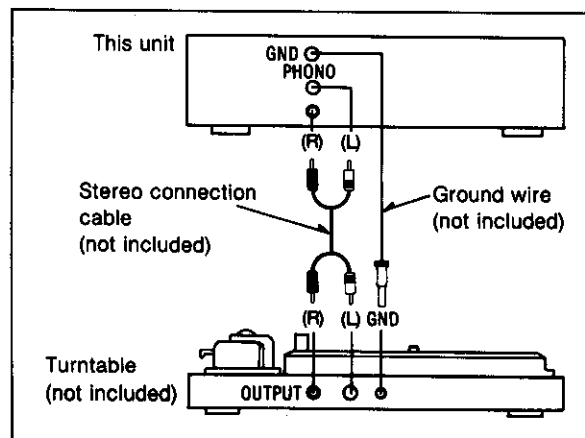 This unit
GND
PHONO
(R) (L)
Stereo connection
cable
(not included)
Ground wire
(not included)
(R) (L) GND
Turntable
(not included)
OUTPUT